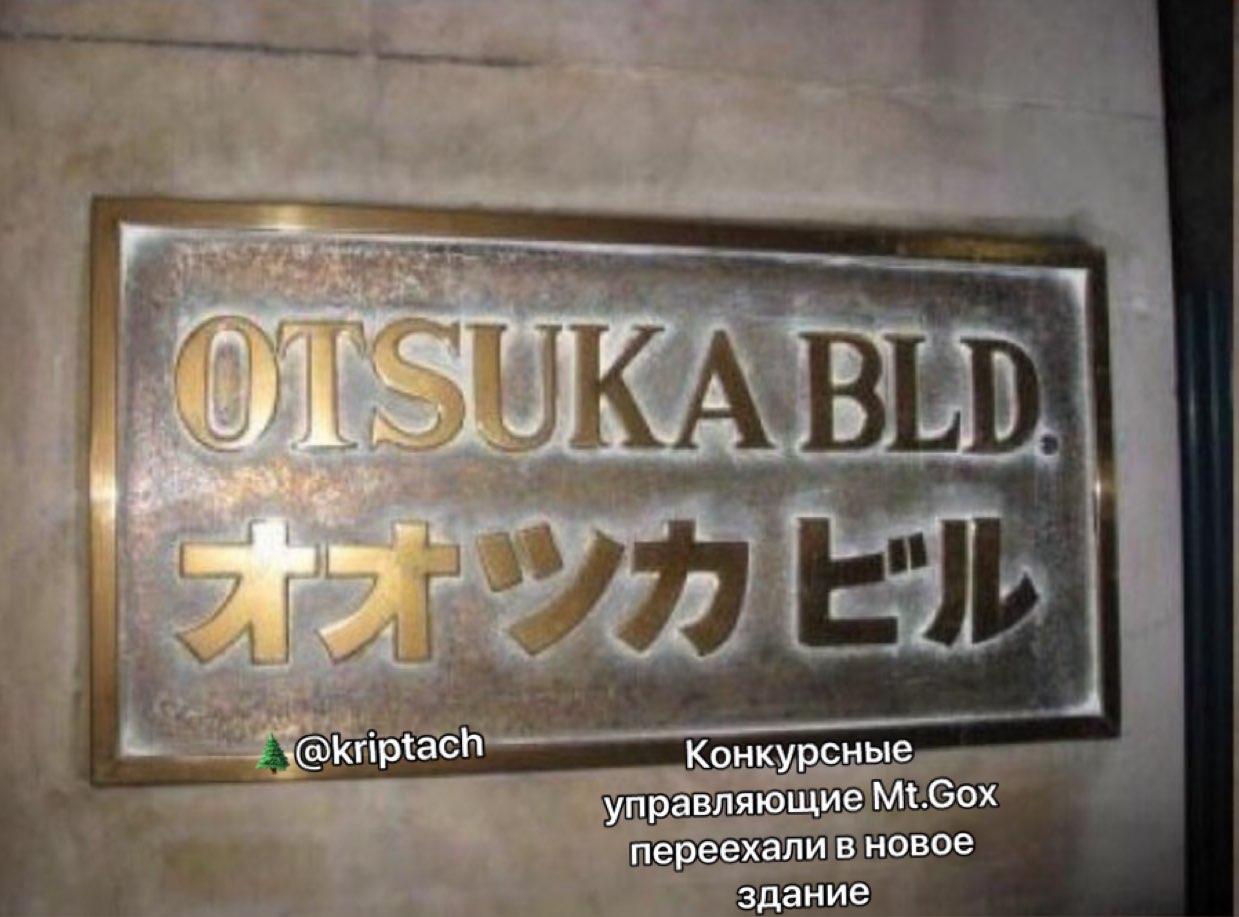 OTSUKA BLD.
オオツカ ビル
🌲@kriptach
Конкурсные
управляющие Mt.Gox
переехали в новое
здание